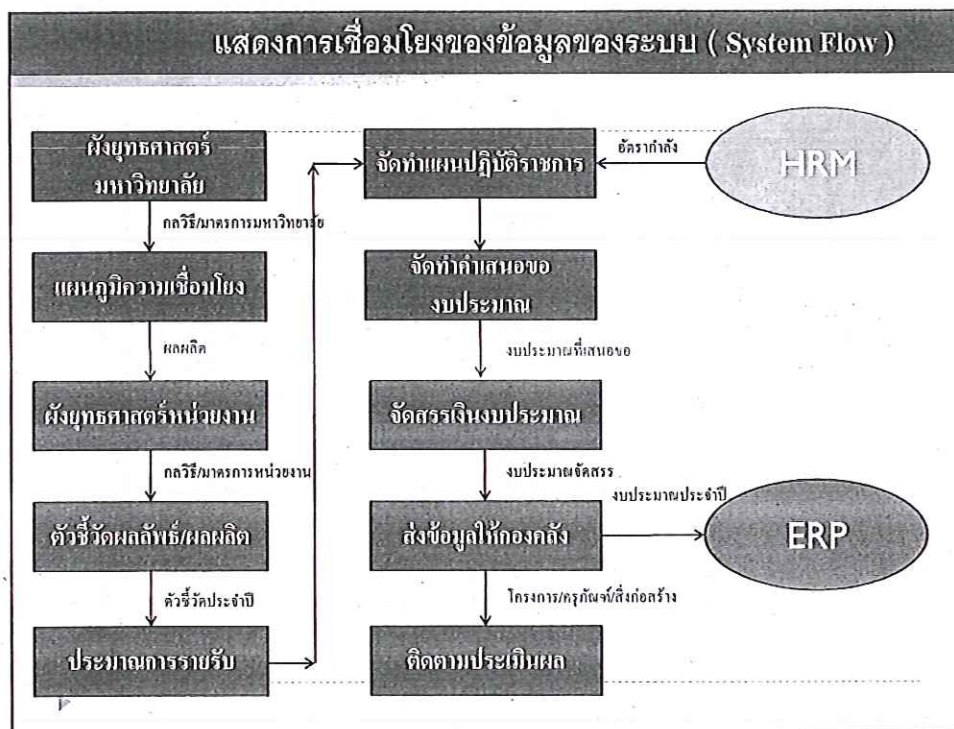 แสดงการเชื่อมโยงของข้อมูลของระบบ ( System Flow )
ผังยุทธศาสตร์
มหาวิทยาลัย
กลวิธี/มาตรการมหาวิทยาลัย
แผนภูมิความเชื่อมโยง
ผลผลิต
ผังยุทธศาสตร์หน่วยงาน
กลวิธี/มาตรการหน่วยงาน
ตัวชี้วัดผลลัพธ์/ผลผลิต
ตัวชี้วัดประจำปี
ประมาณการรายรับ
จัดทำแผนปฏิบัติราชการ
อัตรากำลัง
HRM
จัดทำคำเสนอขอ
งบประมาณ
งบประมาณที่เสนอขอ
จัดสรรเงินงบประมาณ
งบประมาณจัดสรร
ส่งข้อมูลให้กองคลัง
งบประมาณประจำปี
ERP
โครงการ/ครุภัณฑ์/สิ่งก่อสร้าง
ติดตามประเมินผล